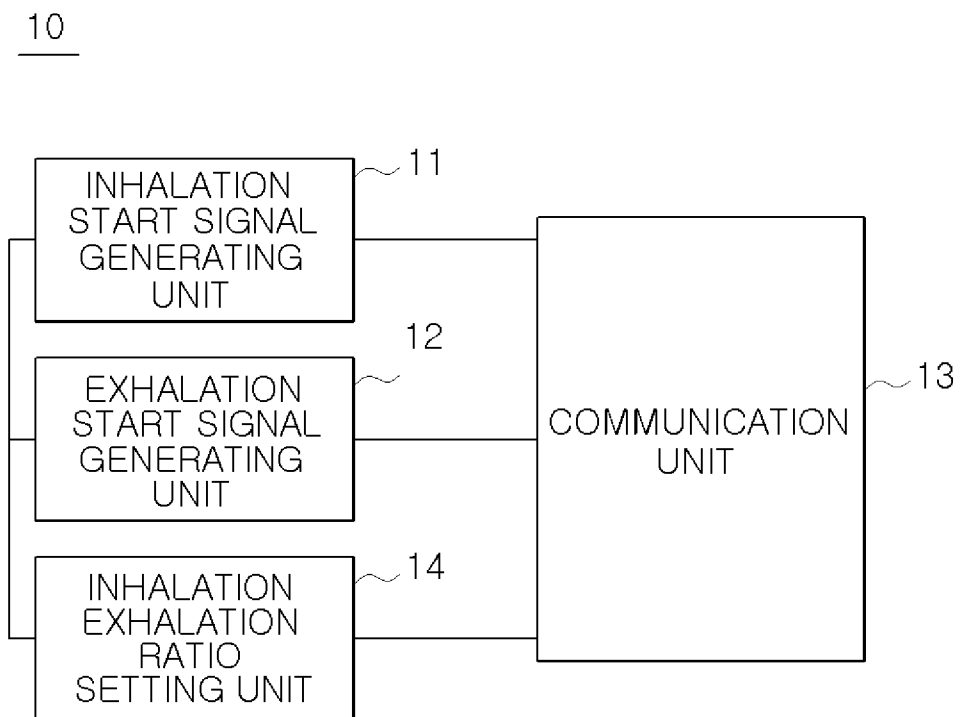 10
11
INHALATION
START SIGNAL
GENERATING
UNIT
12
EXHALATION
START SIGNAL
GENERATING
UNIT
13
COMMUNICATION
UNIT
14
INHALATION
EXHALATION
RATIO
SETTING UNIT